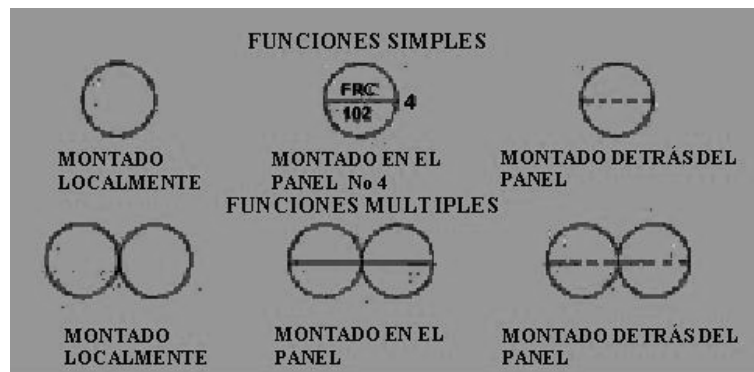 FUNCIONES SIMPLES
FRC
102
4
MONTADO
LOCALMENTE
MONTADO EN EL
PANEL No 4
MONTADO DETRÁS DEL
PANEL
FUNCIONES MULTIPLES
MONTADO
LOCALMENTE
MONTADO EN EL
PANEL
MONTADO DETRÁS DEL
PANEL